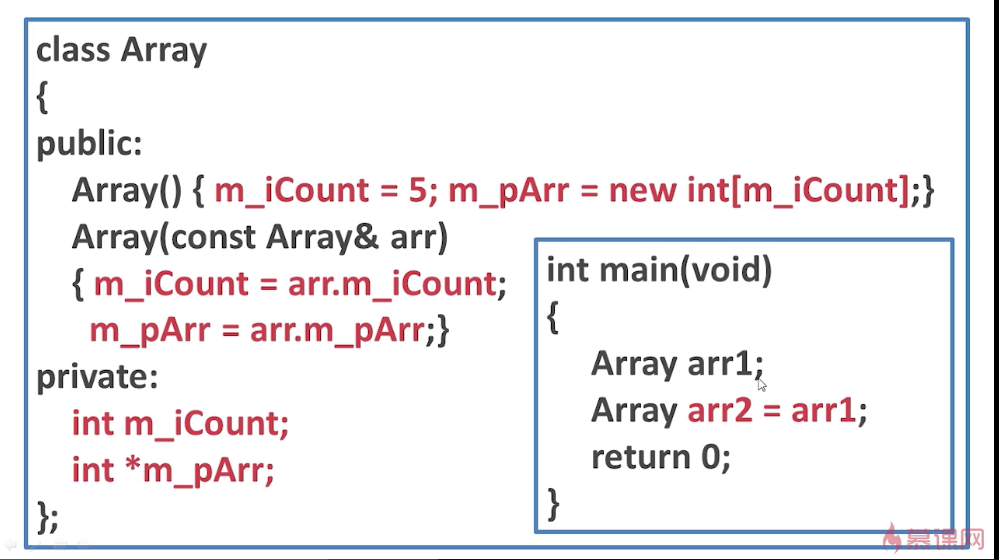 class Array
{
public:
Array() { m_iCount = 5; m_pArr = new int[m_iCount];}
Array(const Array& arr)
{ m_iCount = arr.m_iCount;
m_pArr = arr.m_pArr;}
private:
int m_iCount;
int *m_pArr;
};
int main(void)
{
Array arr1;
Array arr2 = arr1;
return 0;
}
慕课网